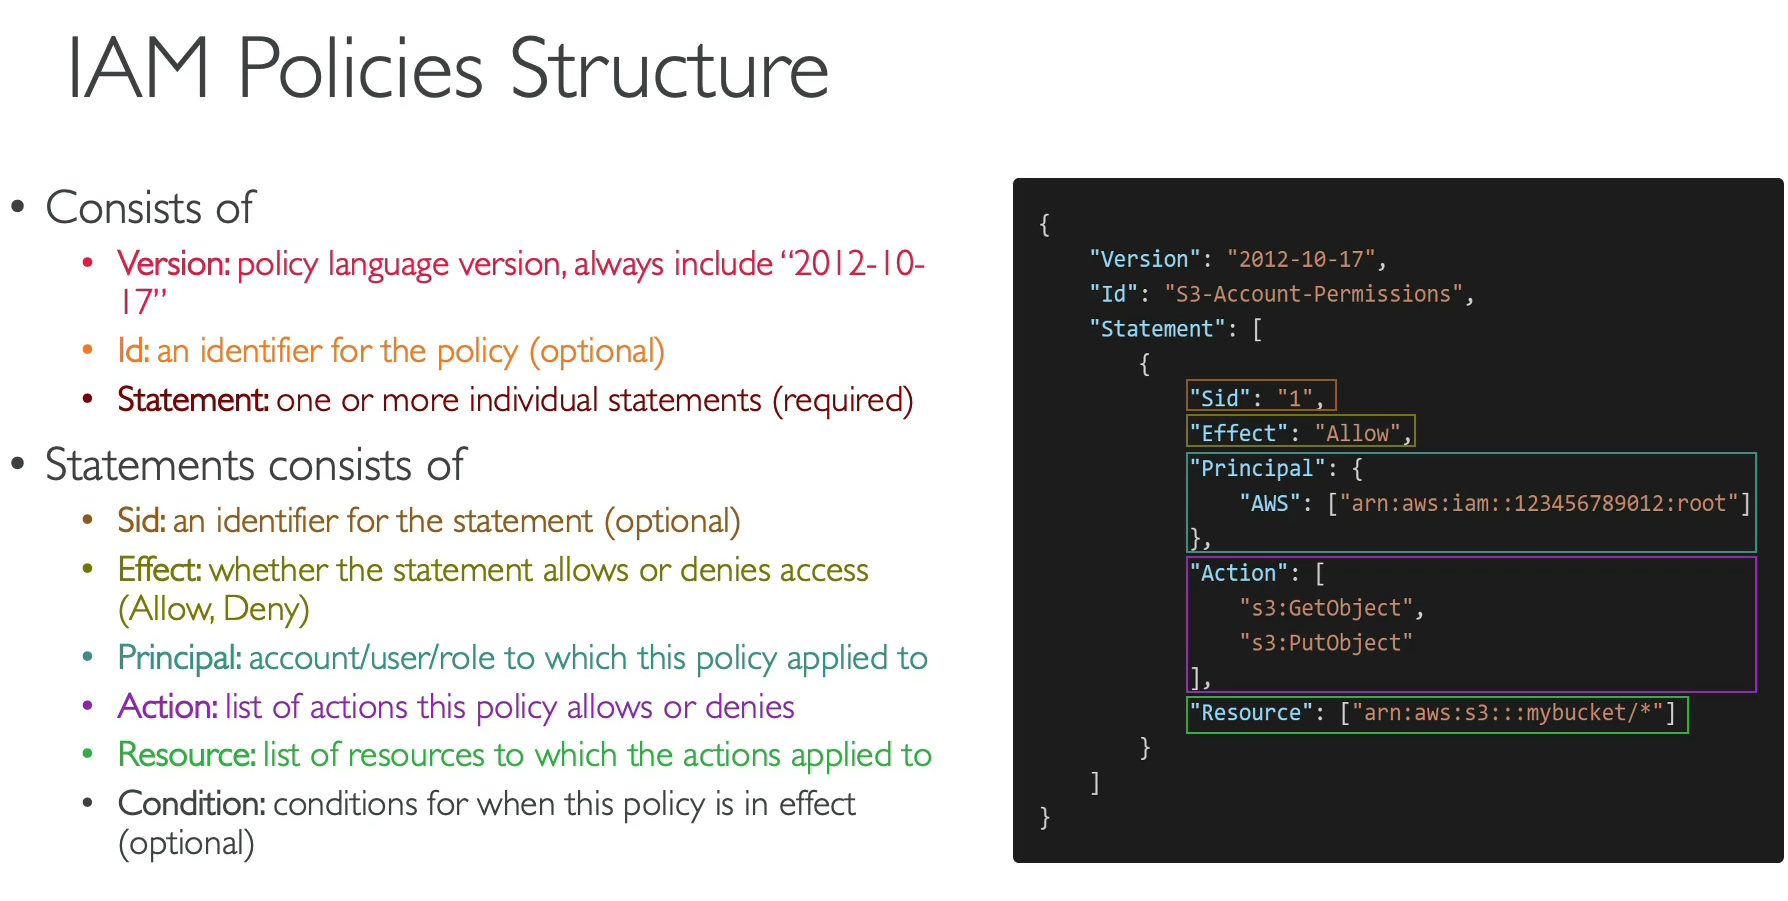 IAM Policies Structure
• Consists of
• Version: policy language version, always include “2012-10-
17”
• Id: an identifier for the policy (optional)
• Statement: one or more individual statements (required)
• Statements consists of
• Sid: an identifier for the statement (optional)
• Effect: whether the statement allows or denies access
(Allow, Deny)
• Principal: account/user/role to which this policy applied to
• Action: list of actions this policy allows or denies
• Resource: list of resources to which the actions applied to
• Condition: conditions for when this policy is in effect
(optional)
{
    "Version": "2012-10-17",
    "Id": "S3-Account-Permissions",
    "Statement": [
        {
            "Sid": "1",
            "Effect": "Allow",
            "Principal": {
                "AWS": ["arn:aws:iam::123456789012:root"]
            },
            "Action": [
                "s3:GetObject",
                "s3:PutObject"
            ],
            "Resource": ["arn:aws:s3:::mybucket/*"]
        }
    ]
}